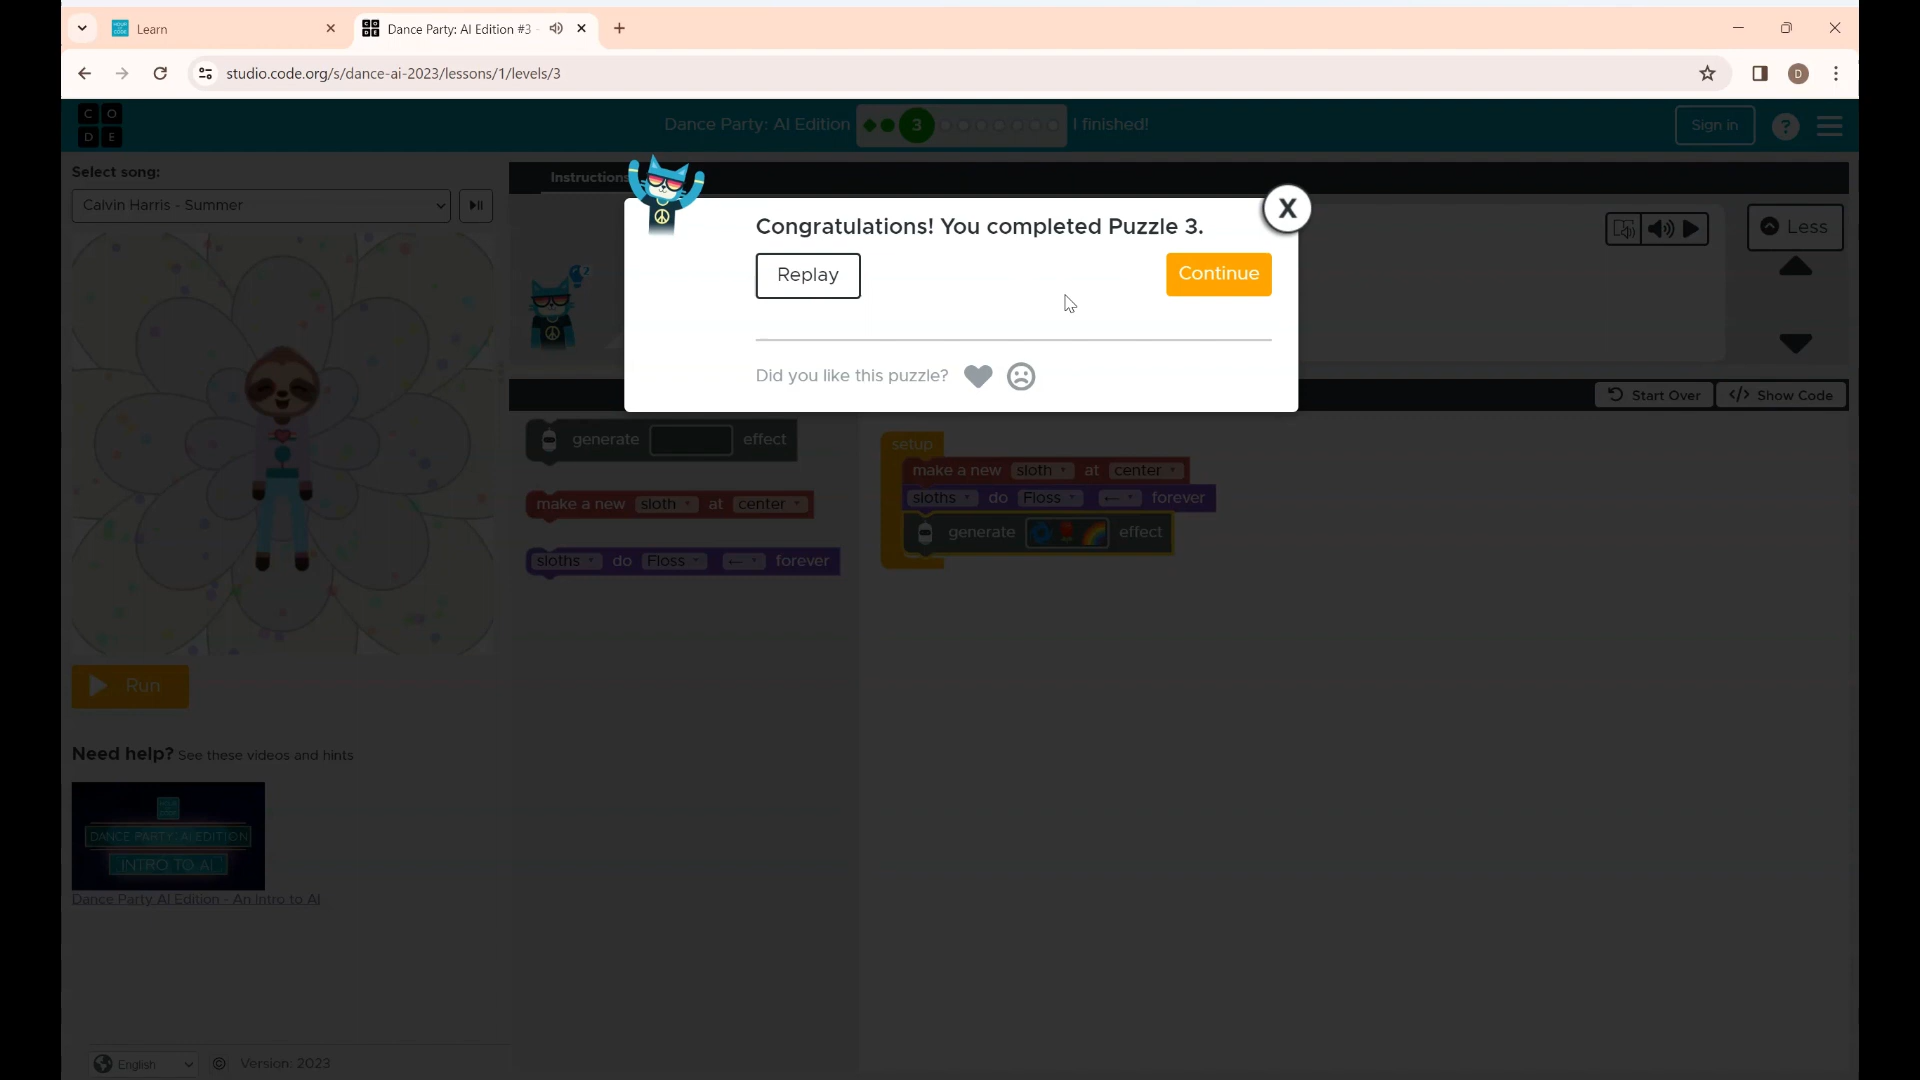 Learn
Dance Party: AI Edition #3 -
studio.code.org/s/dance-ai-2023/lessons/1/levels/3
D
C O
D E
Dance Party: AI Edition
3
I finished!
Sign in
?
Select song:
Calvin Harris - Summer
Instructions
Congratulations! You completed Puzzle 3.
X
Replay
Continue
Did you like this puzzle?
Less
Start Over
</> Show Code
generate effect
make a new sloth at center
sloths do Floss ← forever
setup
make a new sloth at center
sloths do Floss ← forever
generate effect
Run
Need help? See these videos and hints
HOUR OF CODE
DANCE PARTY: AI EDITION
INTRO TO AI
Dance Party AI Edition - An Intro to AI
English
© Version: 2023